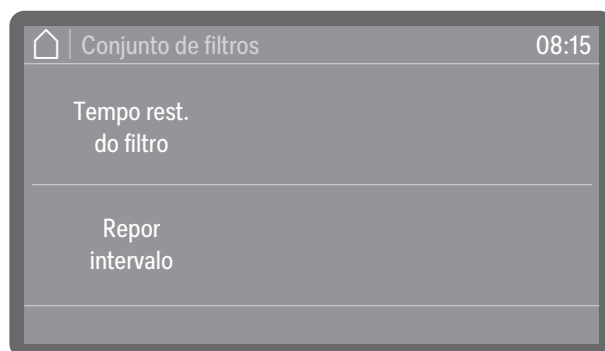 Conjunto de filtros 08:15
Tempo rest.
do filtro
Repor
intervalo